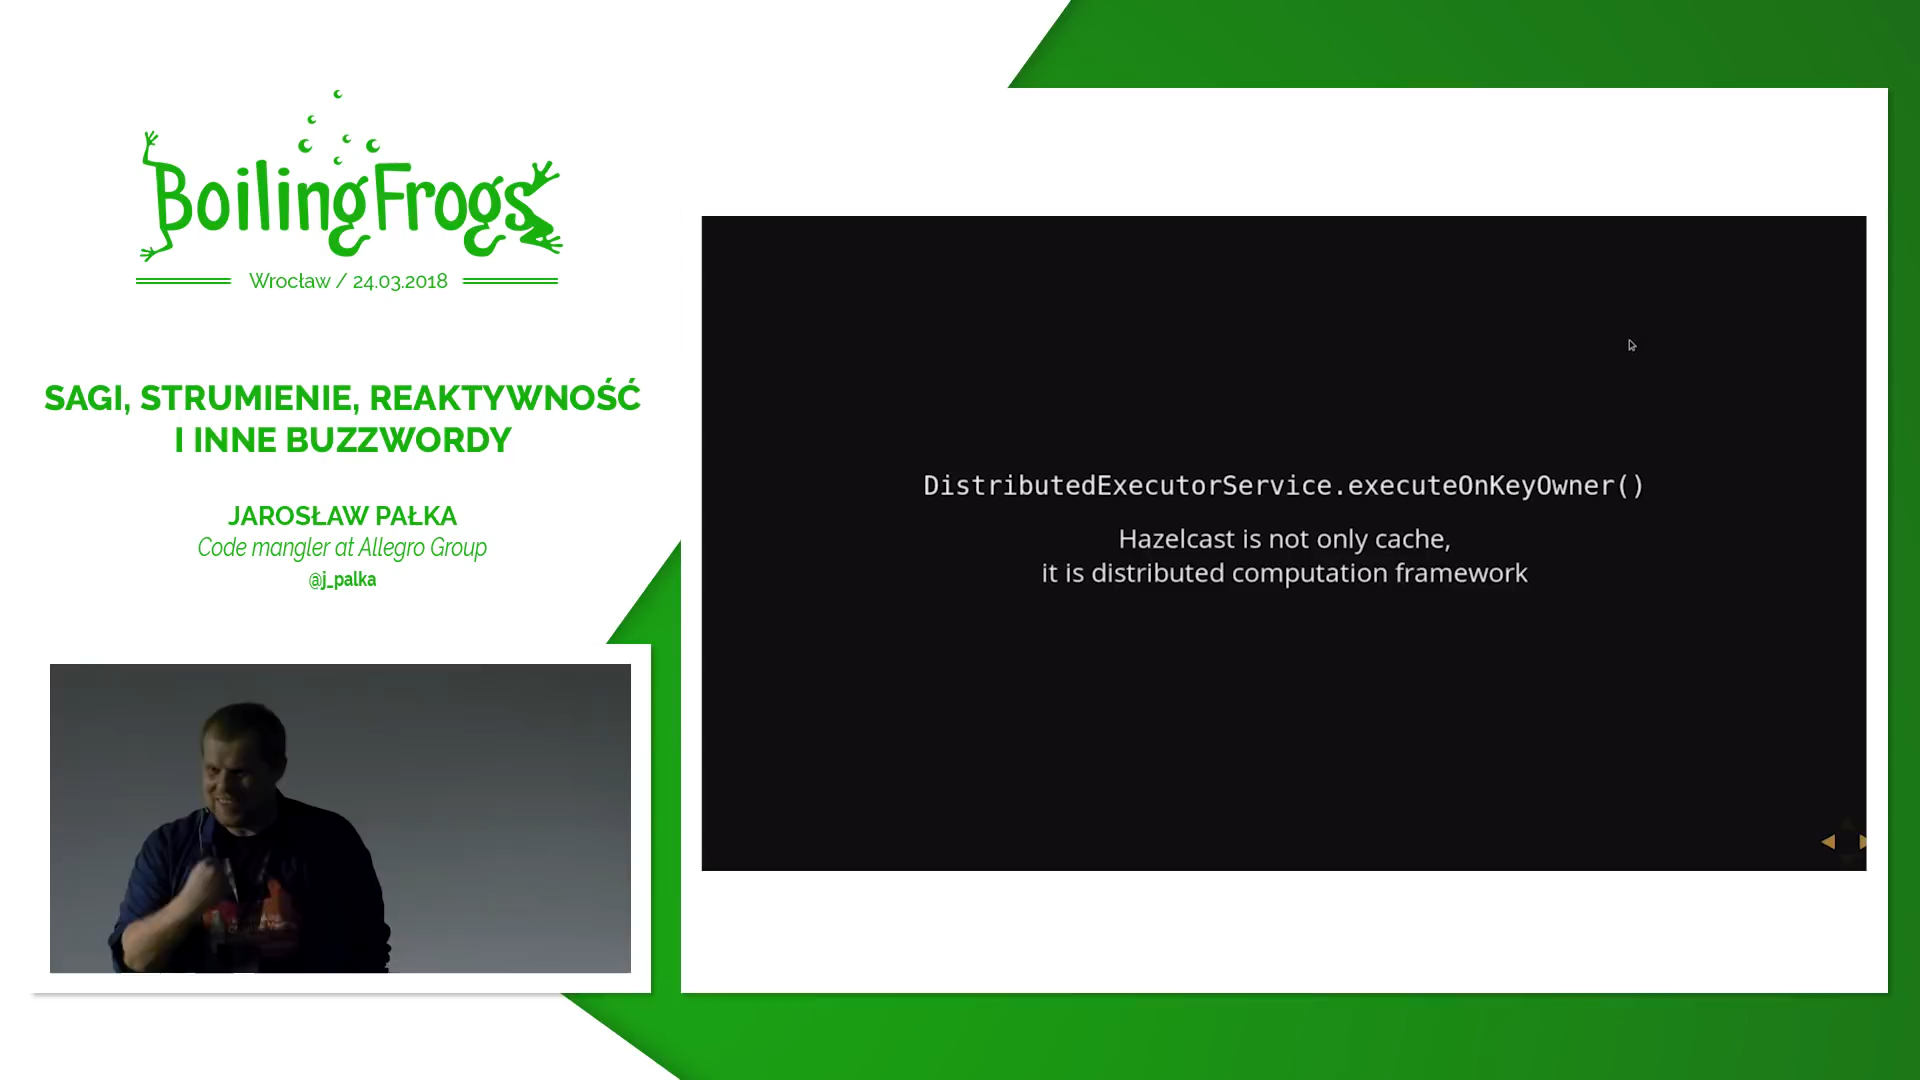 BoilingFrogs
Wrocław / 24.03.2018
SAGI, STRUMIENIE, REAKTYWNOŚĆ
I INNE BUZZWORDY
JAROSŁAW PAŁKA
Code mangler at Allegro Group
@j_palka
DistributedExecutorService.executeOnKeyOwner()
Hazelcast is not only cache,
it is distributed computation framework